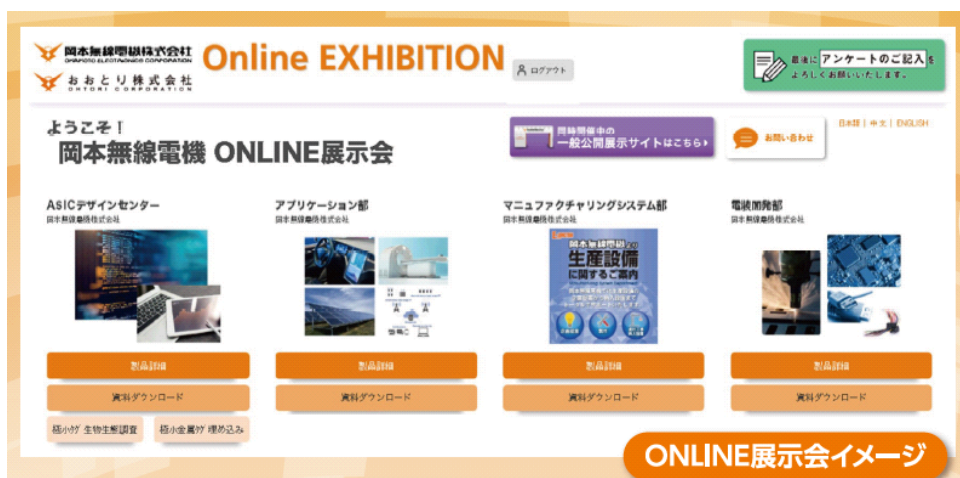 岡本無線電機株式会社
OKAMOTO ELECTRONICS CORPORATION
おおとり株式会社
OHTORI CORPORATION
Online EXHIBITION
ログアウト
最後に アンケートのご記入 を
よろしくお願いいたします。
日本語 | 中文 | ENGLISH
ようこそ!
岡本無線電機 ONLINE展示会
同時開催中の
一般公開展示サイトはこちら
お問い合わせ
ASICデザインセンター
岡本無線電機株式会社
アプリケーション部
岡本無線電機株式会社
マニュファクチャリングシステム部
岡本無線電機株式会社
電装開発部
岡本無線電機株式会社
岡本無線電機より
生産設備
に関するご案内
製品詳細
製品詳細
製品詳細
製品詳細
資料ダウンロード
資料ダウンロード
資料ダウンロード
資料ダウンロード
極小タグ 生物生態調査
極小金属タグ 埋め込み
ONLINE展示会イメージ